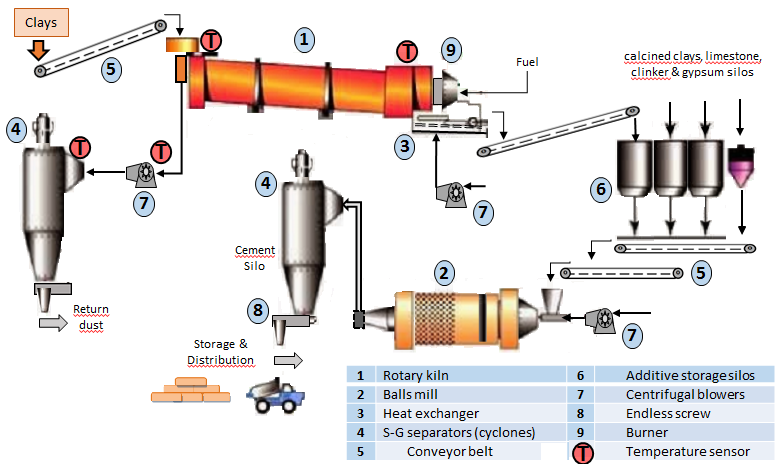 Clays
5
T
1
T
9
Fuel
calcined clays, limestone,
clinker & gypsum silos
4
T
T
7
3
7
6
4
Cement
Silo
2
5
8
7
Return
dust
Storage &
Distribution
1 Rotary kiln 6 Additive storage silos
2 Balls mill 7 Centrifugal blowers
3 Heat exchanger 8 Endless screw
4 S-G separators (cyclones) 9 Burner
5 Conveyor belt T Temperature sensor